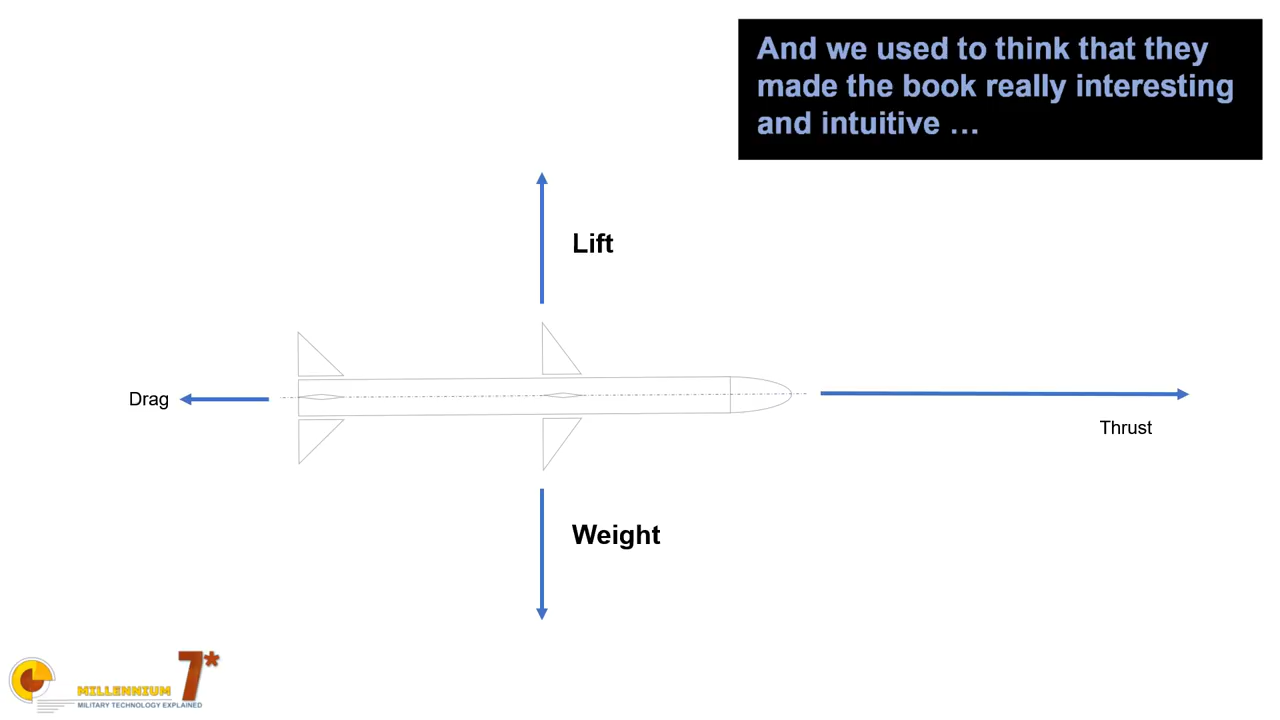 And we used to think that they
made the book really interesting
and intuitive …
Lift
Drag
Thrust
Weight
7*
MILLENNIUM
MILITARY TECHNOLOGY EXPLAINED